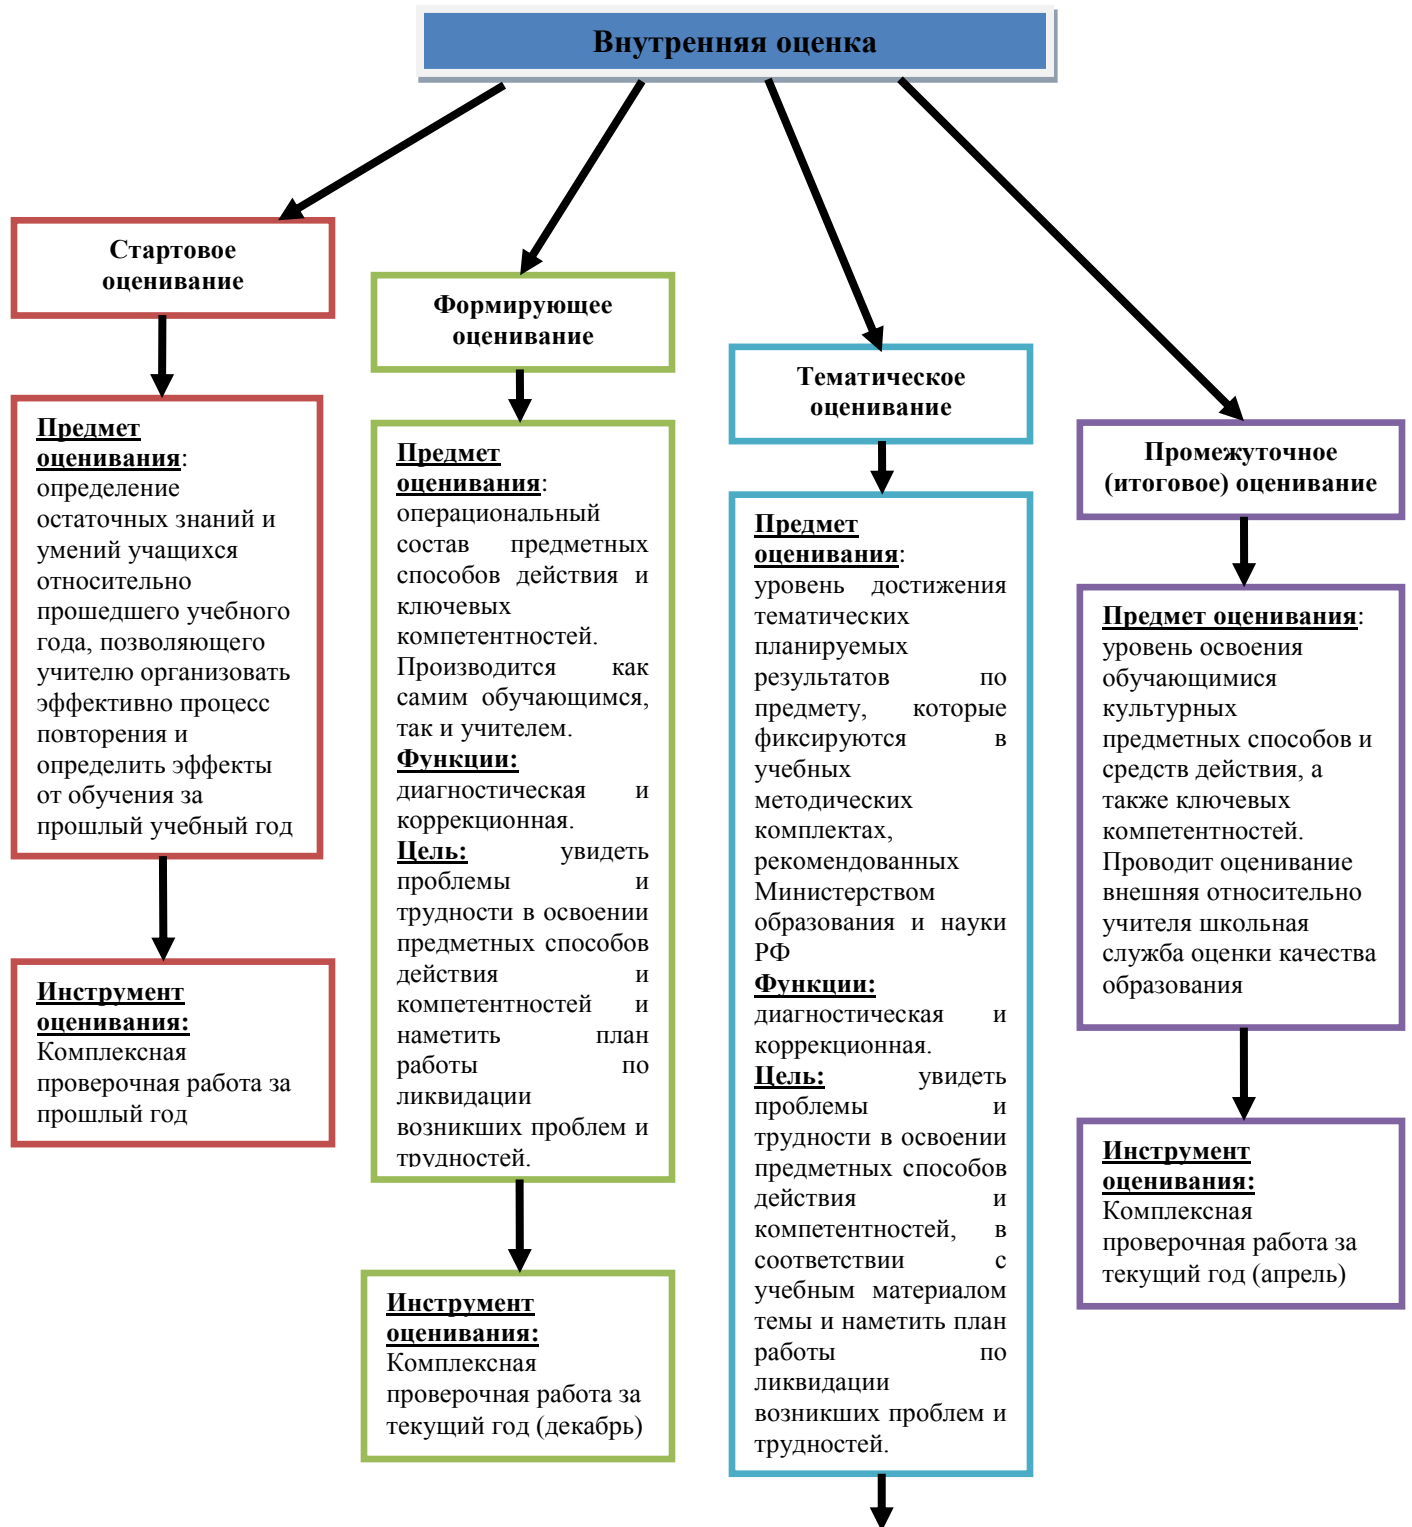 Внутренняя оценка
Стартовое
оценивание
Предмет
оценивания:
определение
остаточных знаний и
умений учащихся
относительно
прошедшего учебного
года, позволяющего
учителю организовать
эффективно процесс
повторения и
определить эффекты
от обучения за
прошлый учебный год
Инструмент
оценивания:
Комплексная
проверочная работа за
прошлый год
Формирующее
оценивание
Предмет
оценивания:
операциональный
состав предметных
способов действия и
ключевых
компетентностей.
Производится как
самим обучающимся,
так и учителем.
Функции:
диагностическая и
коррекционная.
Цель: увидеть
проблемы и
трудности в освоении
предметных способов
действия и
компетентностей и
наметить план
работы по
ликвидации
возникших проблем и
трудностей.
Инструмент
оценивания:
Комплексная
проверочная работа за
текущий год (декабрь)
Тематическое
оценивание
Предмет
оценивания:
уровень достижения
тематических
планируемых
результатов по
предмету, которые
фиксируются в
учебных
методических
комплектах,
рекомендованных
Министерством
образования и науки
РФ
Функции:
диагностическая и
коррекционная.
Цель: увидеть
проблемы и
трудности в освоении
предметных способов
действия и
компетентностей, в
соответствии с
учебным материалом
темы и наметить план
работы по
ликвидации
возникших проблем и
трудностей.
Промежуточное
(итоговое) оценивание
Предмет оценивания:
уровень освоения
обучающимися
культурных
предметных способов и
средств действия, а
также ключевых
компетентностей.
Проводит оценивание
внешняя относительно
учителя школьная
служба оценки качества
образования
Инструмент
оценивания:
Комплексная
проверочная работа за
текущий год (апрель)